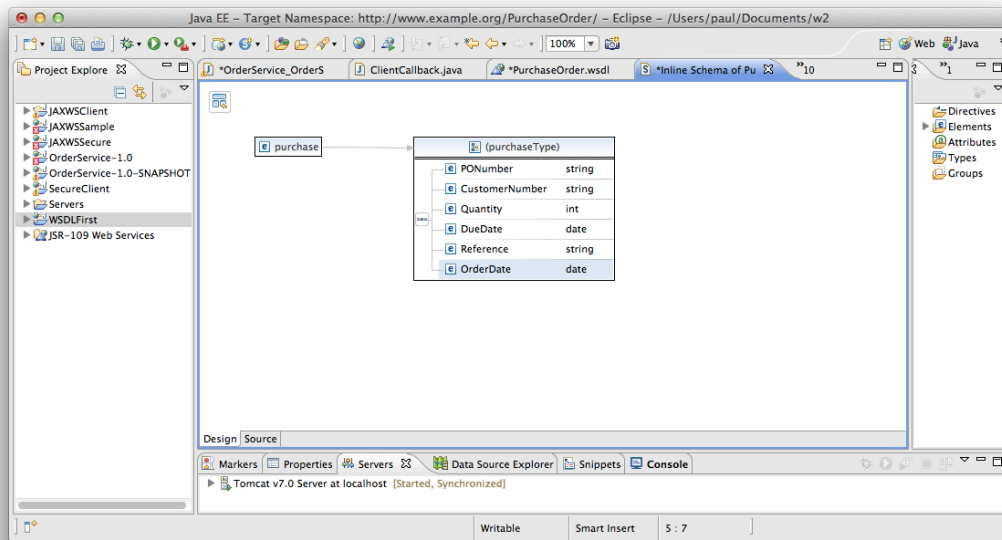 Java EE – Target Namespace: http://www.example.org/PurchaseOrder/ – Eclipse – /Users/paul/Documents/w2
100%
Web
Java
Project Explore
*OrderService_OrderS
ClientCallback.java
*PurchaseOrder.wsdl
*Inline Schema of Pu
»10
»1
JAXWSClient
JAXWSSample
JAXWSSecure
OrderService-1.0
OrderService-1.0-SNAPSHOT
SecureClient
Servers
WSDLFirst
JSR-109 Web Services
purchase
(purchaseType)
PONumber string
CustomerNumber string
Quantity int
DueDate date
Reference string
OrderDate date
Directives
Elements
Attributes
Types
Groups
Design Source
Markers Properties Servers Data Source Explorer Snippets Console
Tomcat v7.0 Server at localhost [Started, Synchronized]
Writable Smart Insert 5 : 7